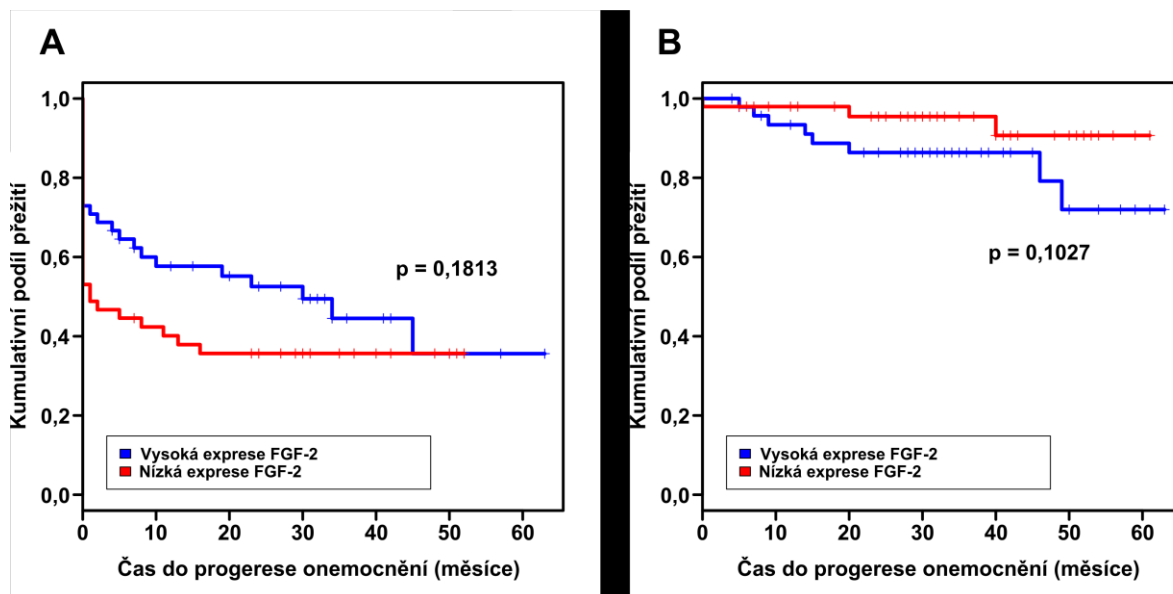 A
Kumulativní podíl přežití
1,0
0,8
0,6
0,4
0,2
0,0
p = 0,1813
Vysoká exprese FGF-2
Nízká exprese FGF-2
0 10 20 30 40 50 60
Čas do progerese onemocnění (měsíce)
B
Kumulativní podíl přežití
1,0
0,8
0,6
0,4
0,2
0,0
p = 0,1027
Vysoká exprese FGF-2
Nízká exprese FGF-2
0 10 20 30 40 50 60
Čas do progerese onemocnění (měsíce)